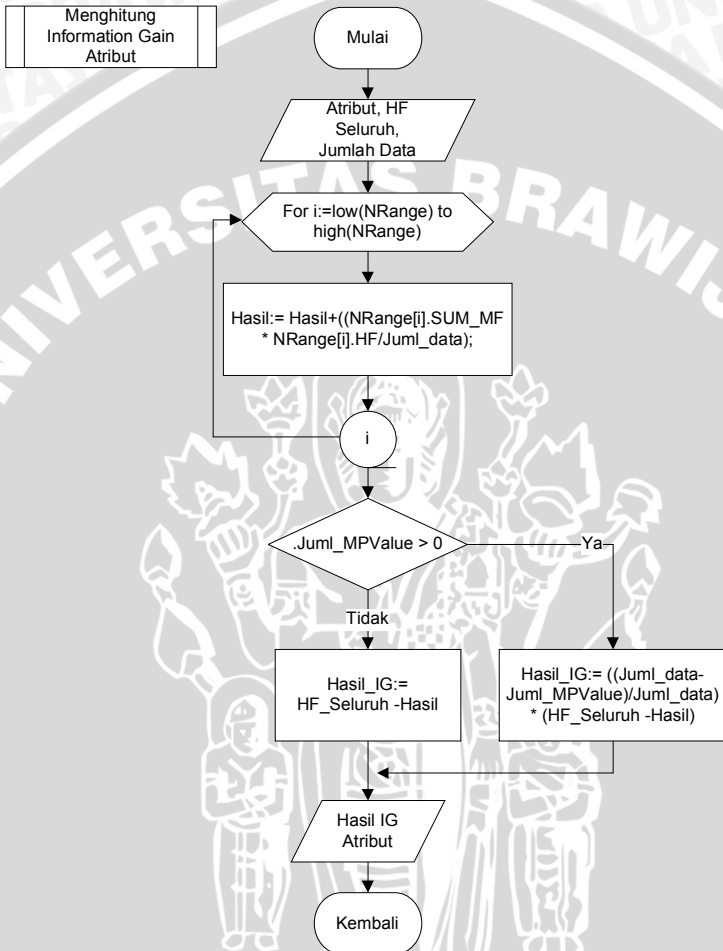 Menghitung
Information Gain
Atribut
Mulai
Atribut, HF
Seluruh,
Jumlah Data
UNIVERSITAS BRAWIJ
For i:=low(NRange) to
high(NRange)
Hasil:= Hasil+((NRange[i].SUM_MF
* NRange[i].HF/Juml_data);
i
.Juml_MPValue > 0
Ya
Tidak
Hasil_IG:=
HF_Seluruh -Hasil
Hasil_IG:= ((Juml_data-
Juml_MPValue)/Juml_data)
* (HF_Seluruh -Hasil)
Hasil IG
Atribut
Kembali